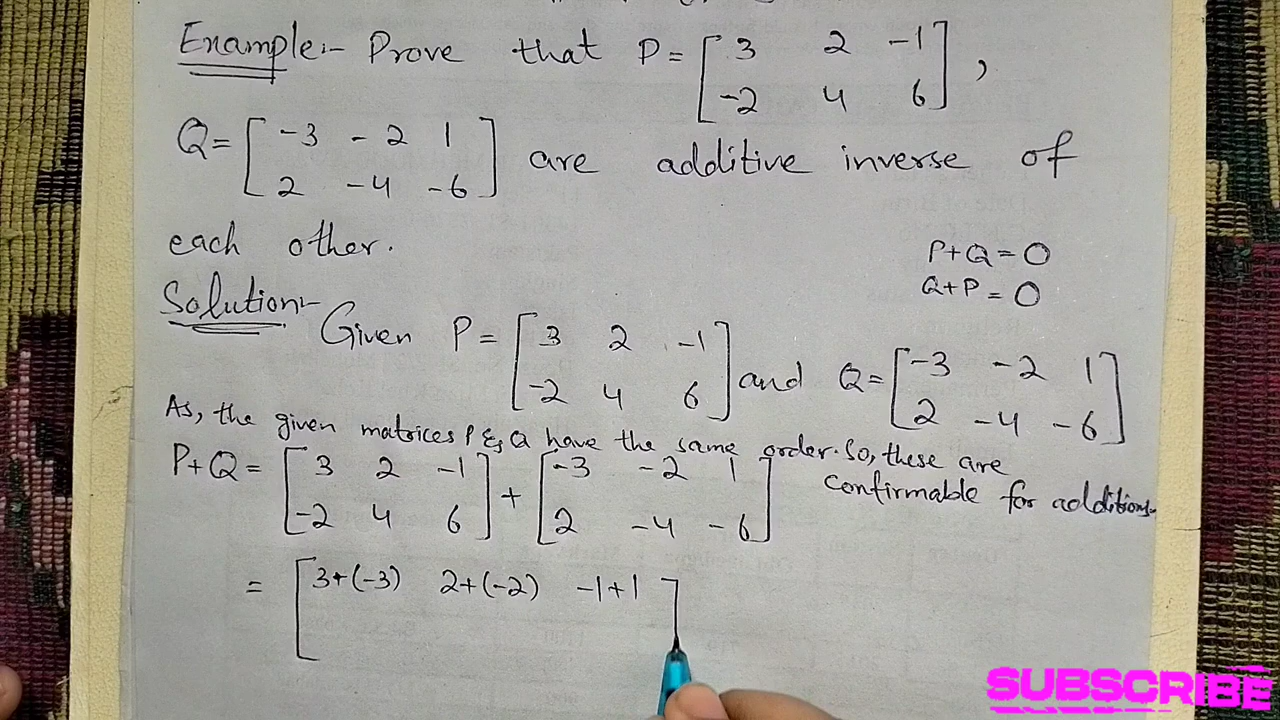 Example:- Prove that P = [ 3 2 -1
-2 4 6 ] ,
Q = [ -3 -2 1
2 -4 -6 ] are additive inverse of
each other.
P+Q = O
Q+P = O
Solution:-
Given P = [ 3 2 -1
-2 4 6 ] and Q = [ -3 -2 1
2 -4 -6 ]
As, the given matrices P & Q have the same order. So, these are
confirmable for addition.
P+Q = [ 3 2 -1
-2 4 6 ] + [ -3 -2 1
2 -4 -6 ]
= [ 3+(-3) 2+(-2) -1+1 ]
SUBSCRIBE